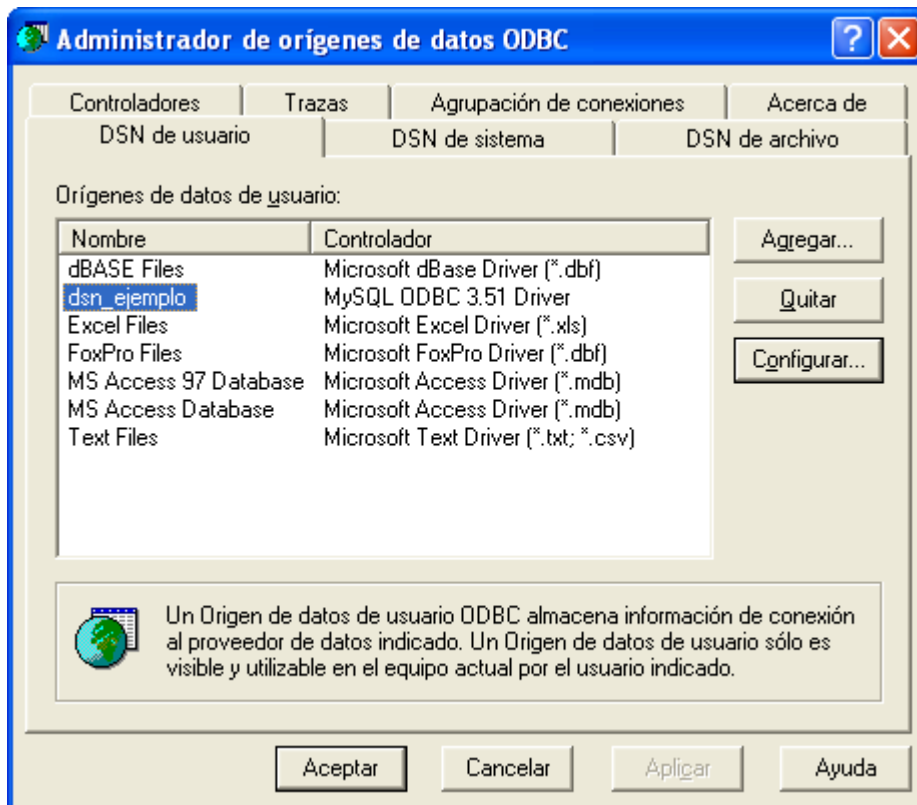 Administrador de orígenes de datos ODBC
Controladores Trazas Agrupación de conexiones Acerca de
DSN de usuario DSN de sistema DSN de archivo
Orígenes de datos de usuario:
Nombre Controlador
dBASE Files Microsoft dBase Driver (*.dbf)
dsn_ejemplo MySQL ODBC 3.51 Driver
Excel Files Microsoft Excel Driver (*.xls)
FoxPro Files Microsoft FoxPro Driver (*.dbf)
MS Access 97 Database Microsoft Access Driver (*.mdb)
MS Access Database Microsoft Access Driver (*.mdb)
Text Files Microsoft Text Driver (*.txt; *.csv)
Agregar...
Quitar
Configurar...
Un Origen de datos de usuario ODBC almacena información de conexión
al proveedor de datos indicado. Un Origen de datos de usuario sólo es
visible y utilizable en el equipo actual por el usuario indicado.
Aceptar Cancelar Aplicar Ayuda